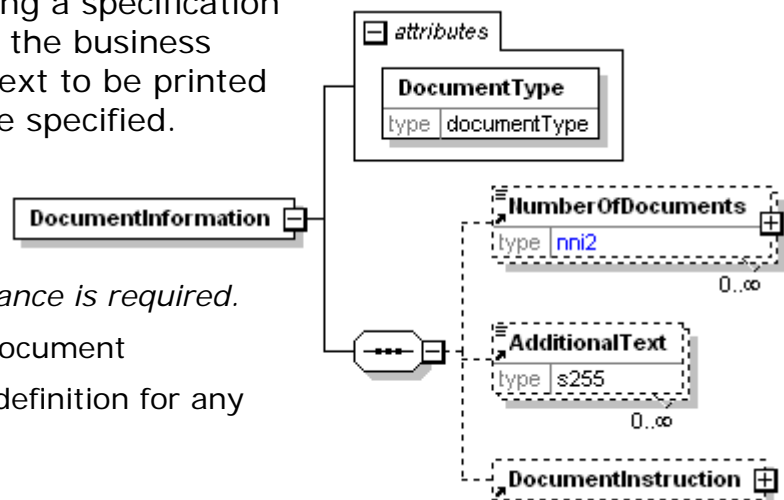 ng a specification
the business
ext to be printed
e specified.
attributes
DocumentType
type documentType
DocumentInformation
NumberOfDocuments
type nni2
0..∞
ance is required.
ocument
definition for any
AdditionalText
type s255
0..∞
DocumentInstruction